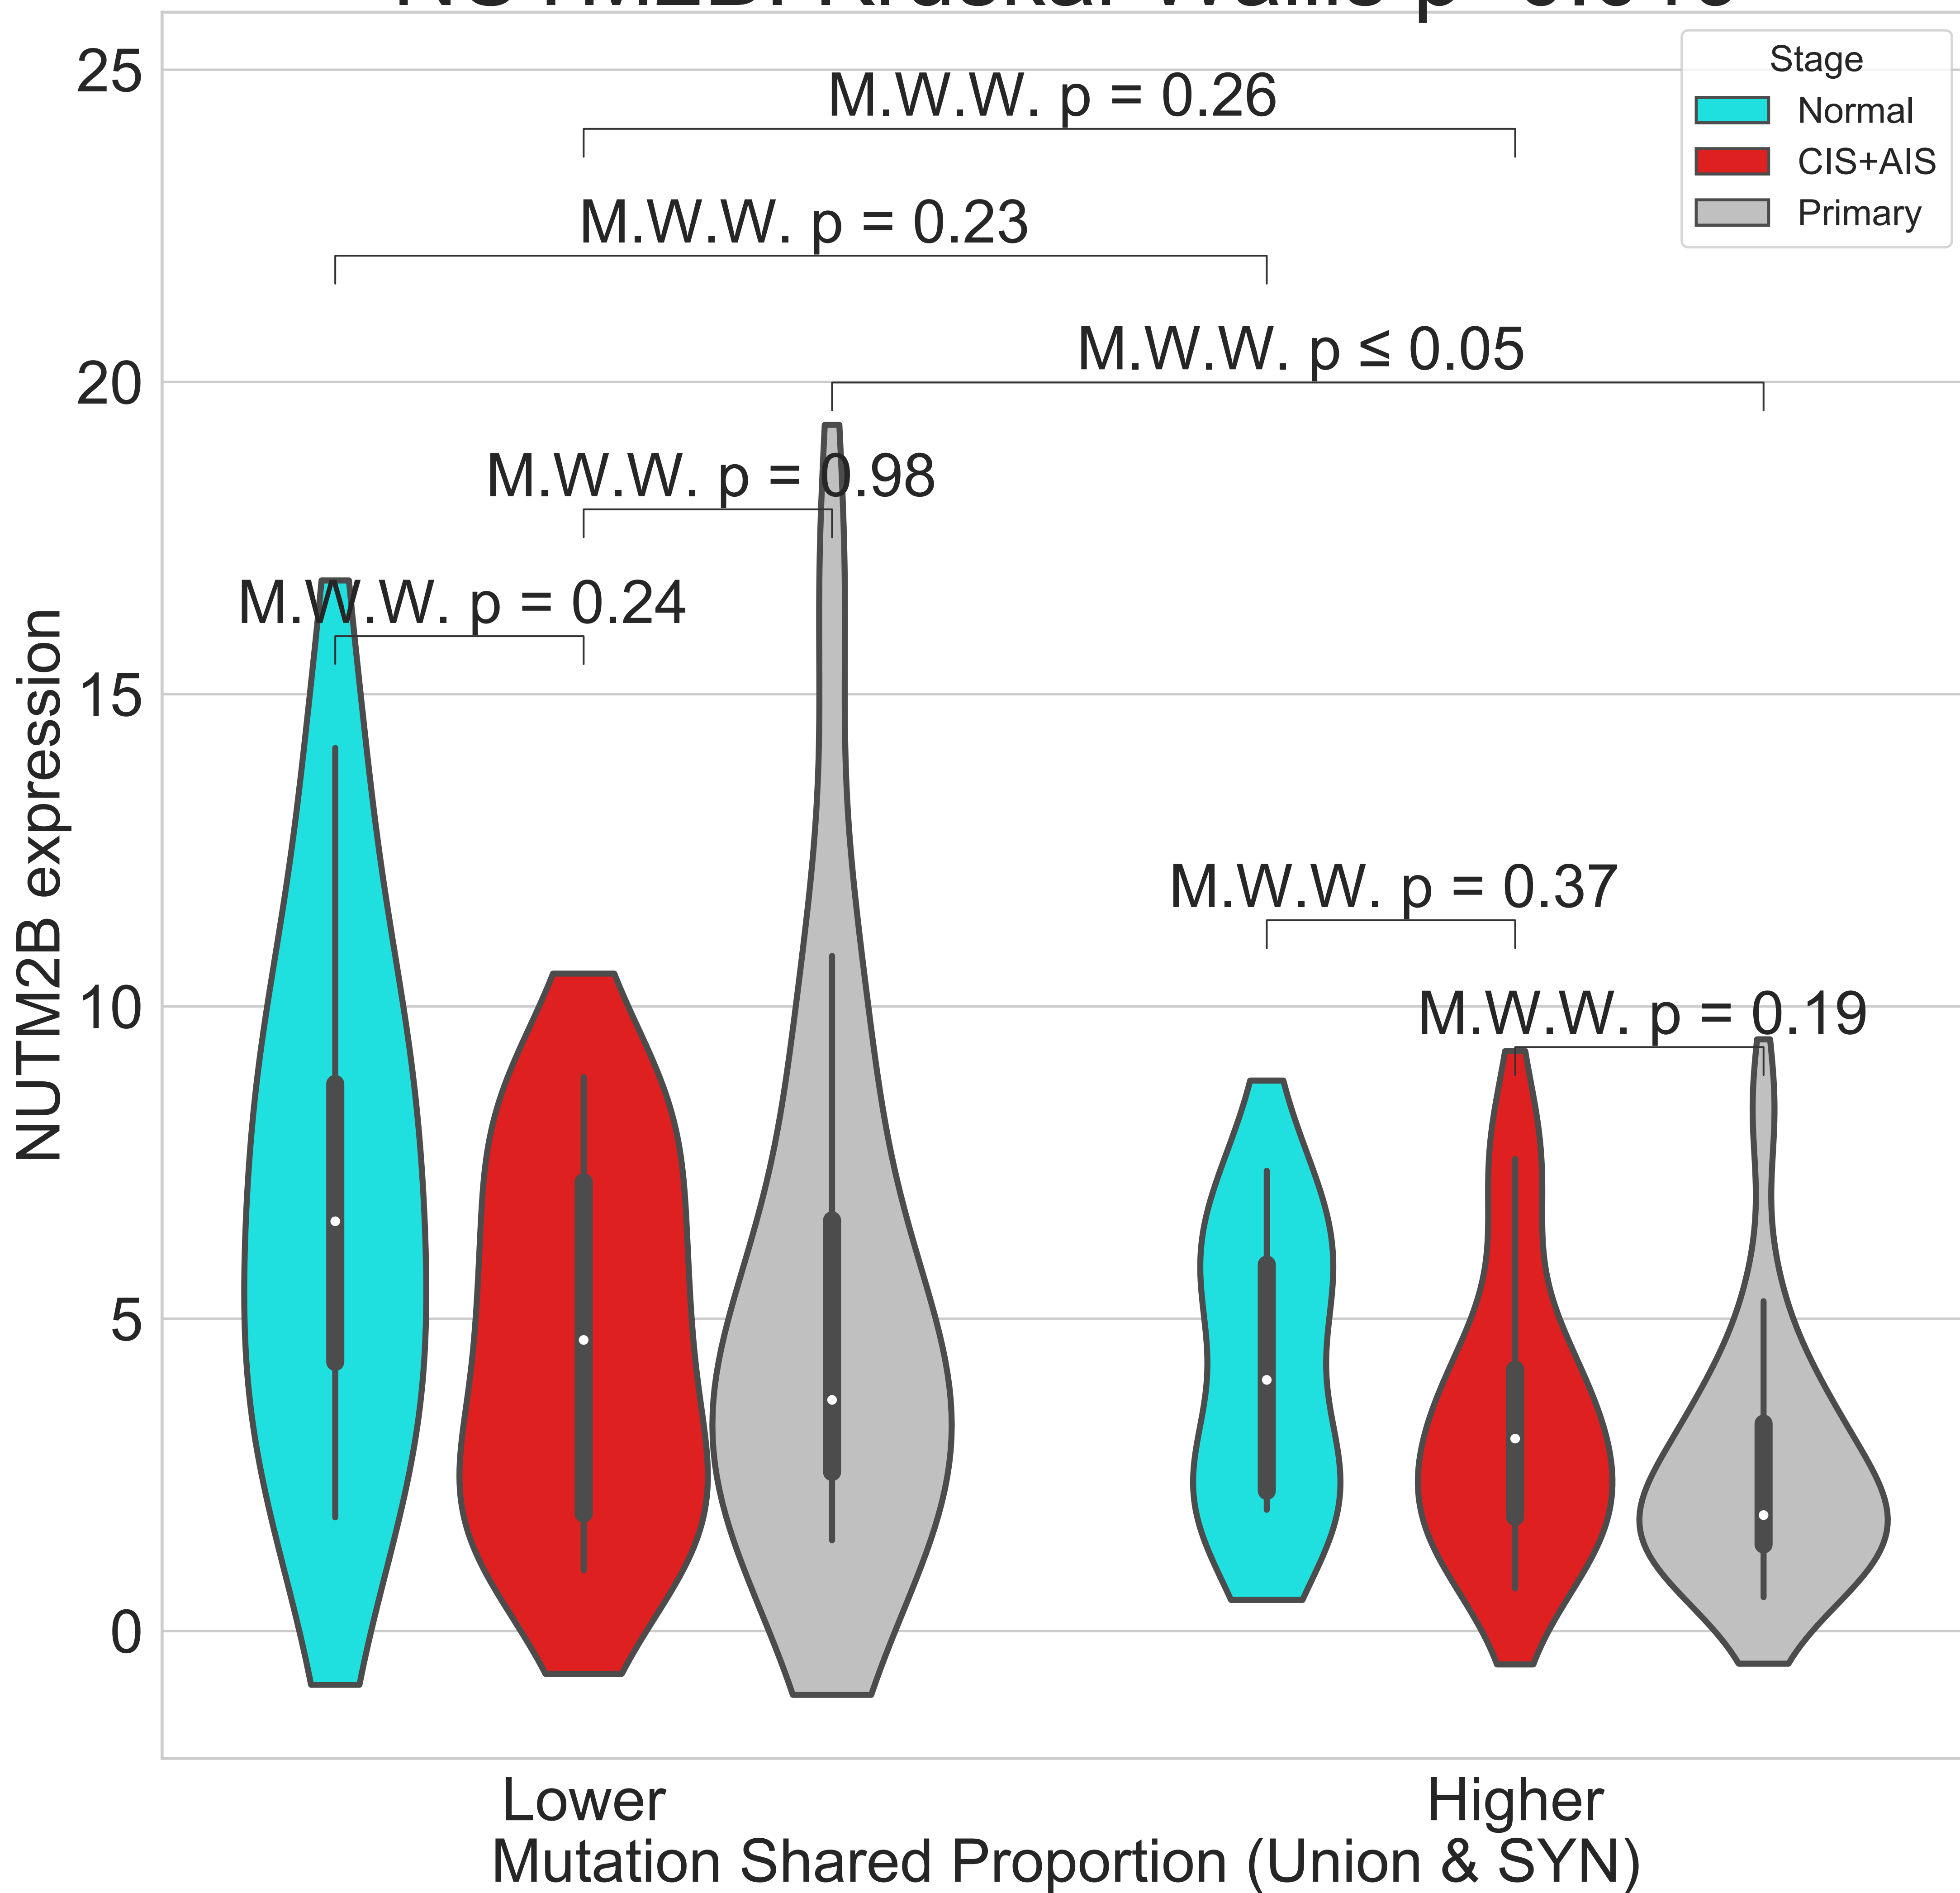 25
20
15
10
5
0
NUTM2B expression
Stage
Normal
CIS+AIS
Primary
M.W.W. p = 0.26
M.W.W. p = 0.23
M.W.W. p ≤ 0.05
M.W.W. p = 0.98
M.W.W. p = 0.24
M.W.W. p = 0.37
M.W.W. p = 0.19
Lower
Higher
Mutation Shared Proportion (Union & SYN)